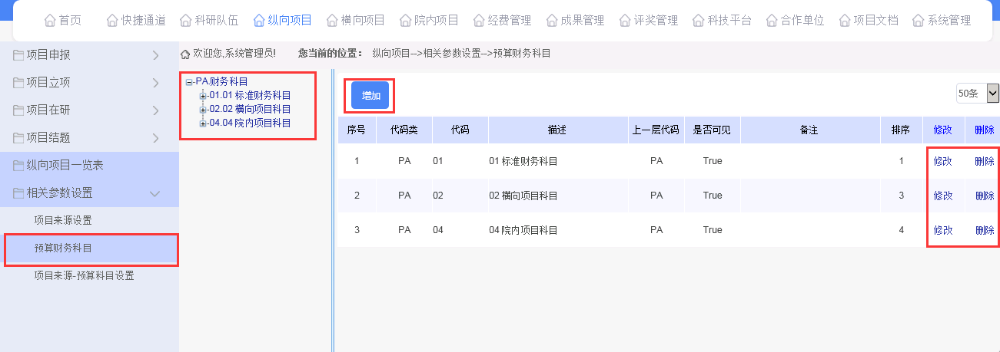 首页 快捷通道 科研队伍 纵向项目 横向项目 院内项目 经费管理 成果管理 评奖管理 科技平台 合作单位 项目文档 系统管理
项目申报
项目立项
项目在研
项目结题
纵向项目一览表
相关参数设置
项目来源设置
预算财务科目
项目来源-预算科目设置
欢迎您,系统管理员! 您当前的位置： 纵向项目-->相关参数设置-->预算财务科目
PA.财务科目
01.01 标准财务科目
02.02 横向项目科目
04.04 院内项目科目
增加
50条
序号 代码类 代码 描述 上一层代码 是否可见 备注 排序 修改 删除
1 PA 01 01 标准财务科目 PA True 1 修改 删除
2 PA 02 02 横向项目科目 PA True 3 修改 删除
3 PA 04 04 院内项目科目 PA True 4 修改 删除